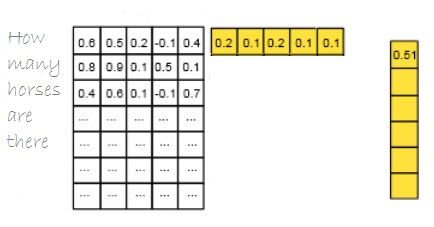 How
many
horses
are
there
0.6 0.5 0.2 -0.1 0.4
0.8 0.9 0.1 0.5 0.1
0.4 0.6 0.1 -0.1 0.7
... ... ... ... ...
... ... ... ... ...
... ... ... ... ...
... ... ... ... ...
0.2 0.1 0.2 0.1 0.1
0.51